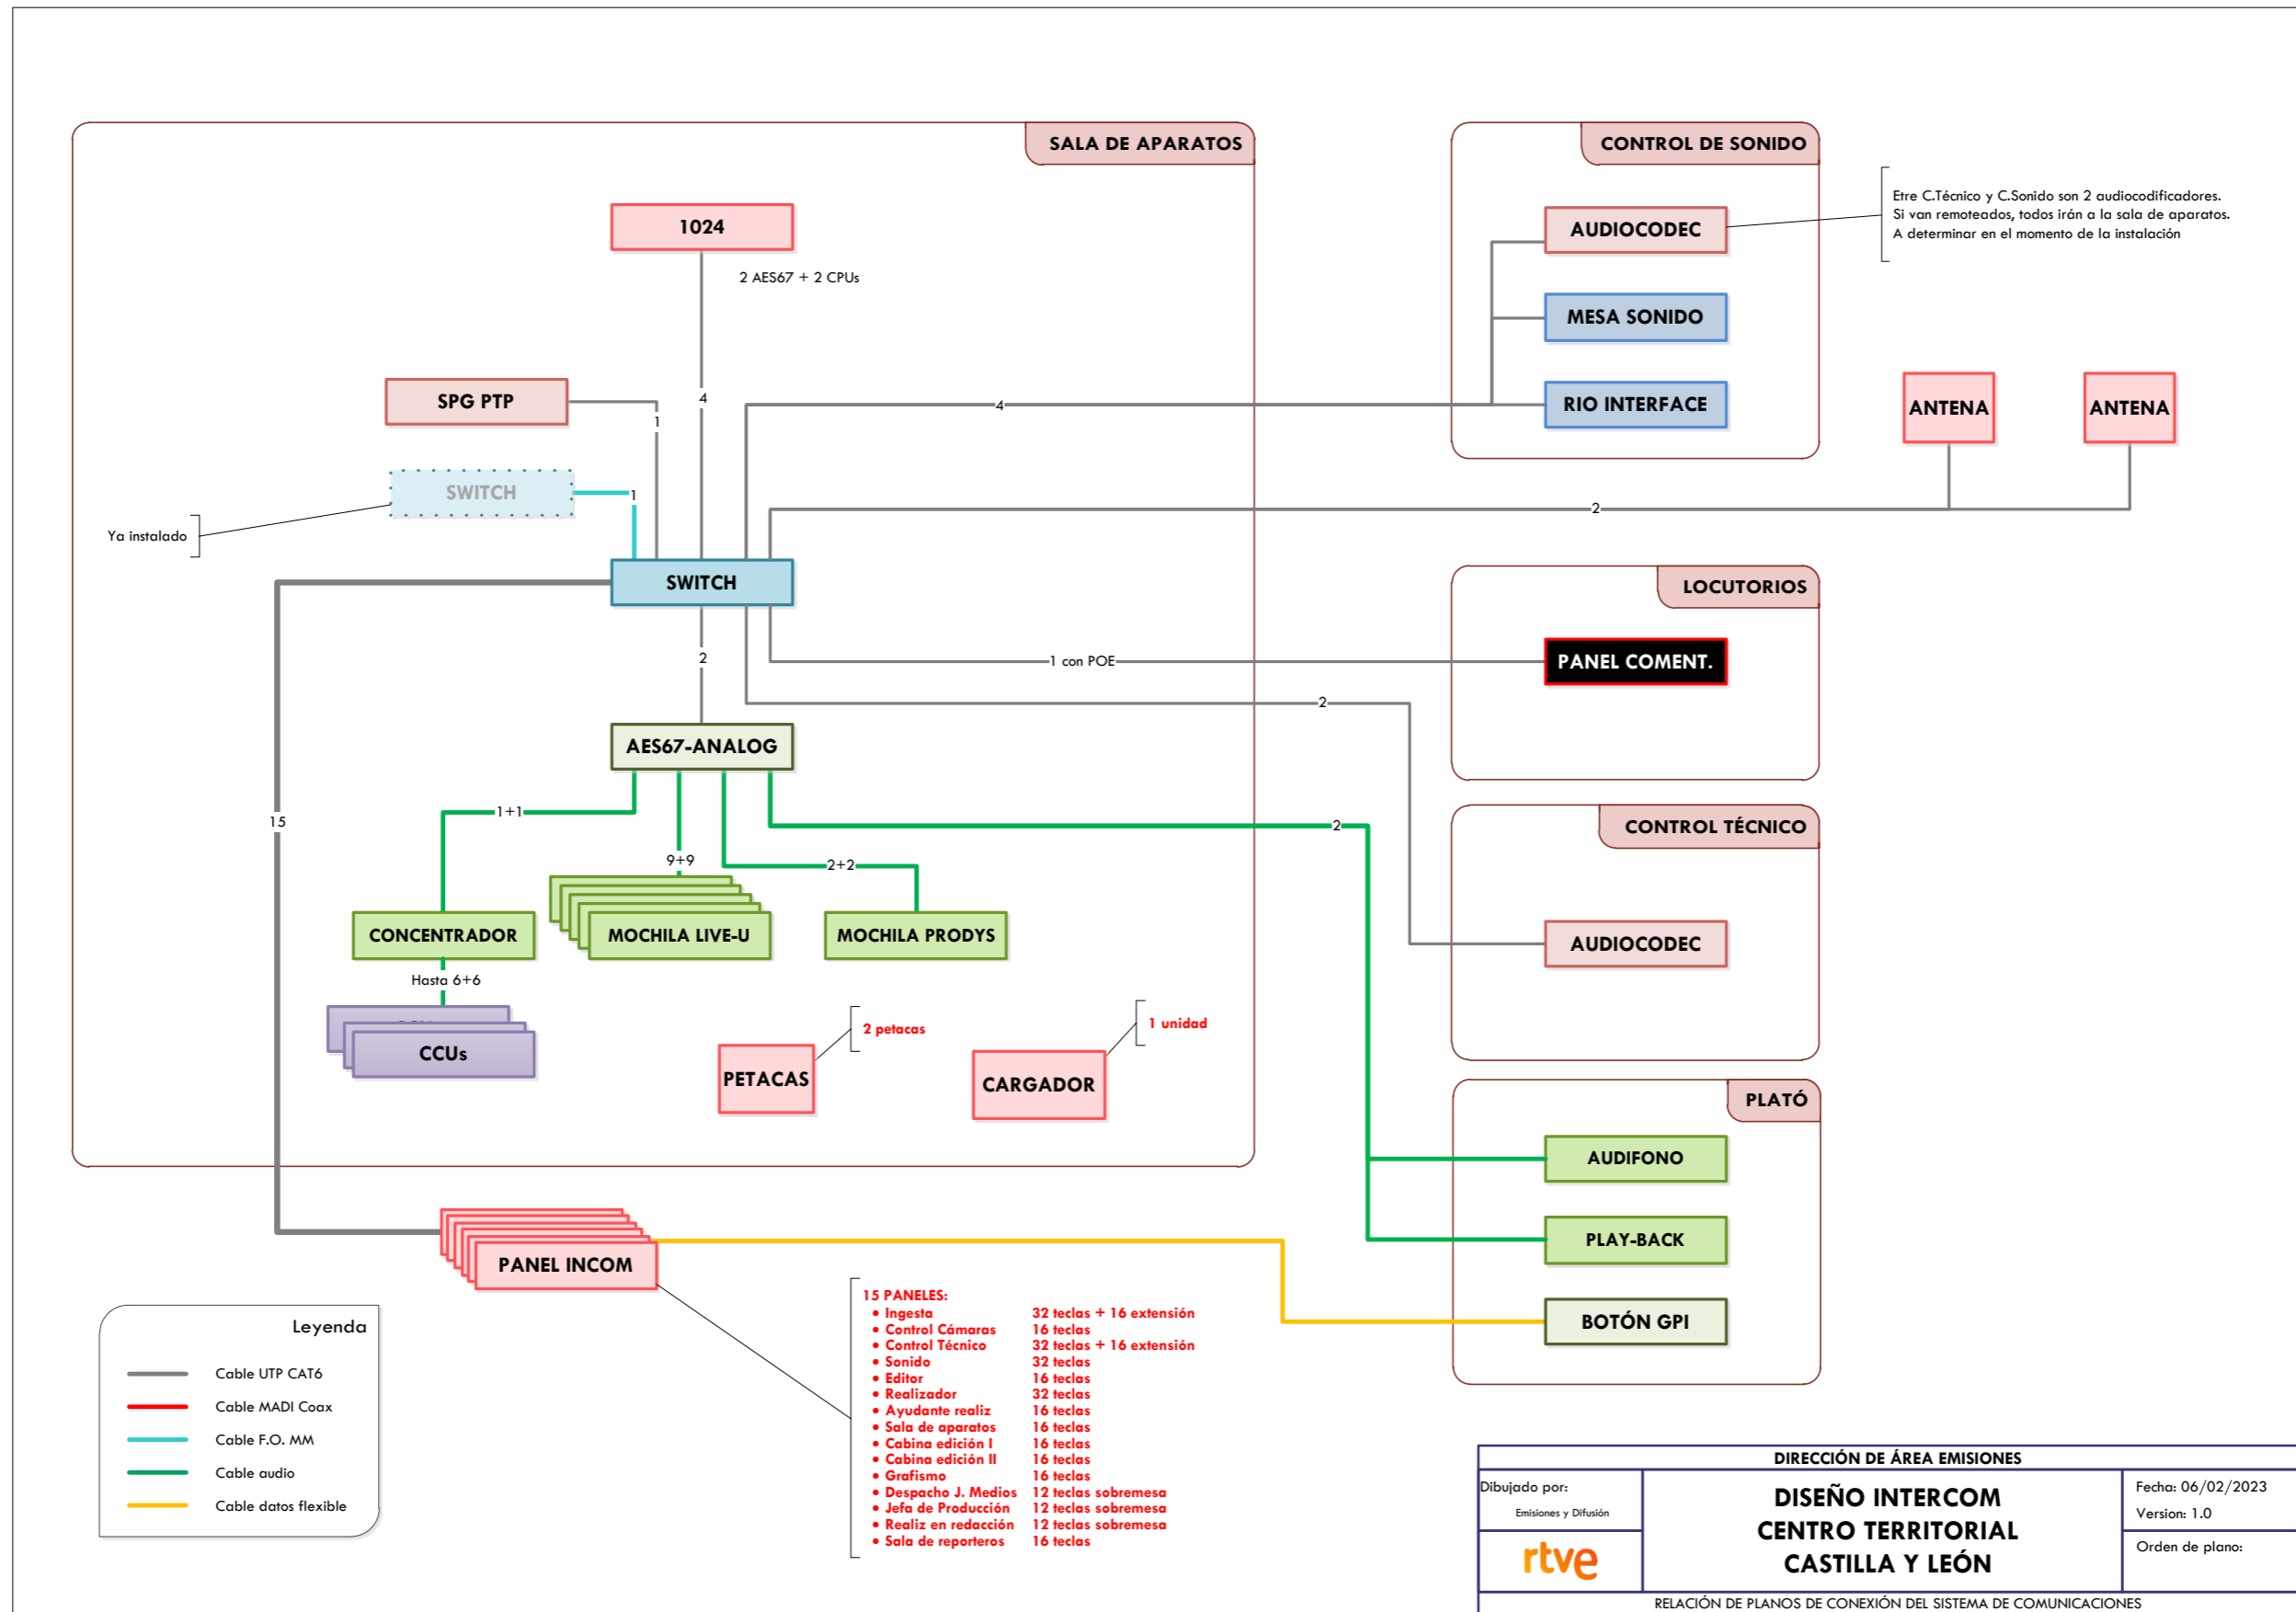 SALA DE APARATOS
CONTROL DE SONIDO
1024
2 AES67 + 2 CPUs
AUDIOCODEC
Etre C.Técnico y C.Sonido son 2 audiocodificadores.
Si van remoteados, todos irán a la sala de aparatos.
A determinar en el momento de la instalación
MESA SONIDO
SPG PTP
4
1
4
RIO INTERFACE
ANTENA
ANTENA
SWITCH
1
2
Ya instalado
SWITCH
LOCUTORIOS
2
1 con POE
PANEL COMENT.
2
AES67-ANALOG
15
1+1
9+9
2+2
2
CONTROL TÉCNICO
CONCENTRADOR
MOCHILA LIVE-U
MOCHILA PRODYS
AUDIOCODEC
Hasta 6+6
CCUs
2 petacas
PETACAS
1 unidad
CARGADOR
PLATÓ
AUDIFONO
PLAY-BACK
BOTÓN GPI
PANEL INCOM
15 PANELES:
• Ingesta 32 teclas + 16 extensión
• Control Cámaras 16 teclas
• Control Técnico 32 teclas + 16 extensión
• Sonido 32 teclas
• Editor 16 teclas
• Realizador 32 teclas
• Ayudante realiz 16 teclas
• Sala de aparatos 16 teclas
• Cabina edición I 16 teclas
• Cabina edición II 16 teclas
• Grafismo 16 teclas
• Despacho J. Medios 12 teclas sobremesa
• Jefa de Producción 12 teclas sobremesa
• Realiz en redacción 12 teclas sobremesa
• Sala de reporteros 16 teclas
Leyenda
Cable UTP CAT6
Cable MADI Coax
Cable F.O. MM
Cable audio
Cable datos flexible
DIRECCIÓN DE ÁREA EMISIONES
Dibujado por:
Emisiones y Difusión
rtve
DISEÑO INTERCOM
CENTRO TERRITORIAL
CASTILLA Y LEÓN
Fecha: 06/02/2023
Version: 1.0
Orden de plano:
RELACIÓN DE PLANOS DE CONEXIÓN DEL SISTEMA DE COMUNICACIONES